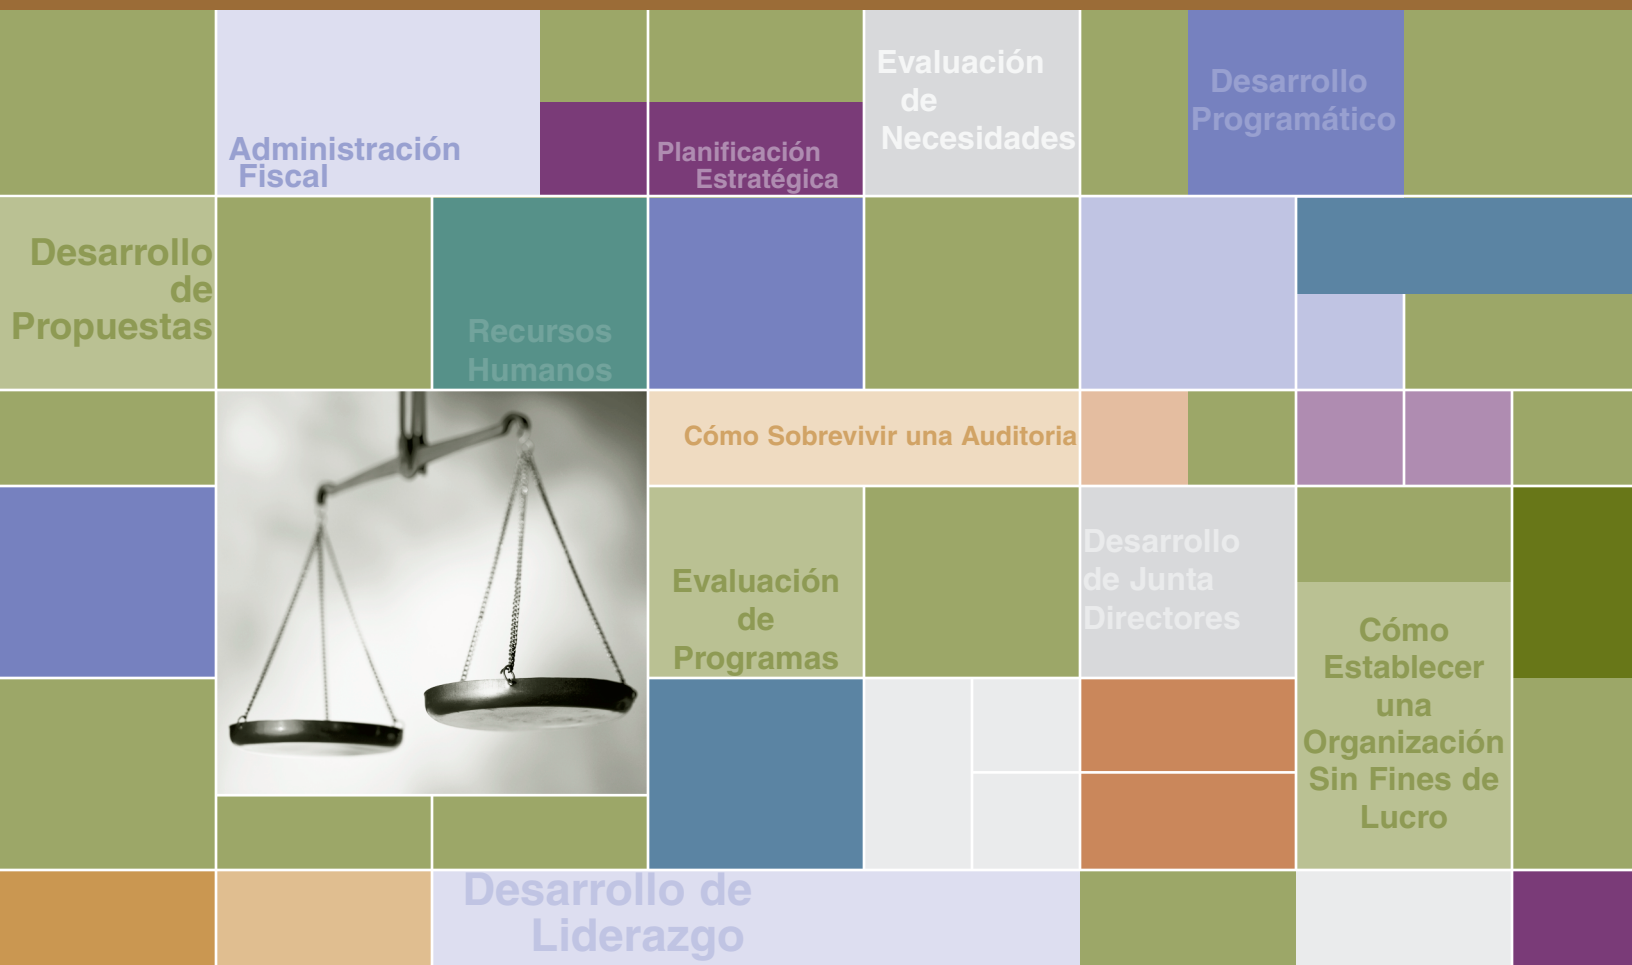 Administración
Fiscal
Planificación
Estratégica
Evaluación
de
Necesidades
Desarrollo
Programático
Desarrollo
de
Propuestas
Recursos
Humanos
Cómo Sobrevivir una Auditoria
Evaluación
de
Programas
Desarrollo
de Junta
Directores
Cómo
Establecer
una
Organización
Sin Fines de
Lucro
Desarrollo de
Liderazgo